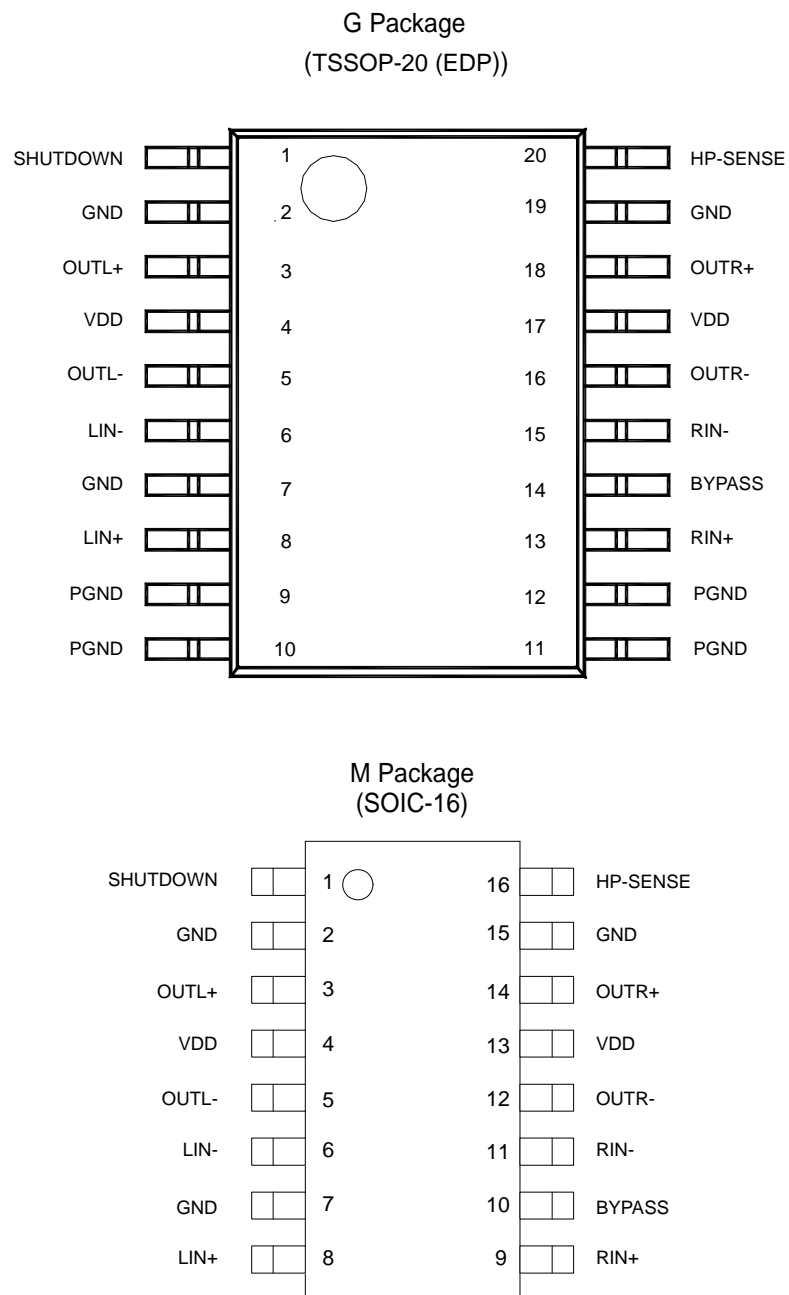 G Package
(TSSOP-20 (EDP))
SHUTDOWN 1 20 HP-SENSE
GND 2 19 GND
OUTL+ 3 18 OUTR+
VDD 4 17 VDD
OUTL- 5 16 OUTR-
LIN- 6 15 RIN-
GND 7 14 BYPASS
LIN+ 8 13 RIN+
PGND 9 12 PGND
PGND 10 11 PGND
M Package
(SOIC-16)
SHUTDOWN 1 16 HP-SENSE
GND 2 15 GND
OUTL+ 3 14 OUTR+
VDD 4 13 VDD
OUTL- 5 12 OUTR-
LIN- 6 11 RIN-
GND 7 10 BYPASS
LIN+ 8 9 RIN+